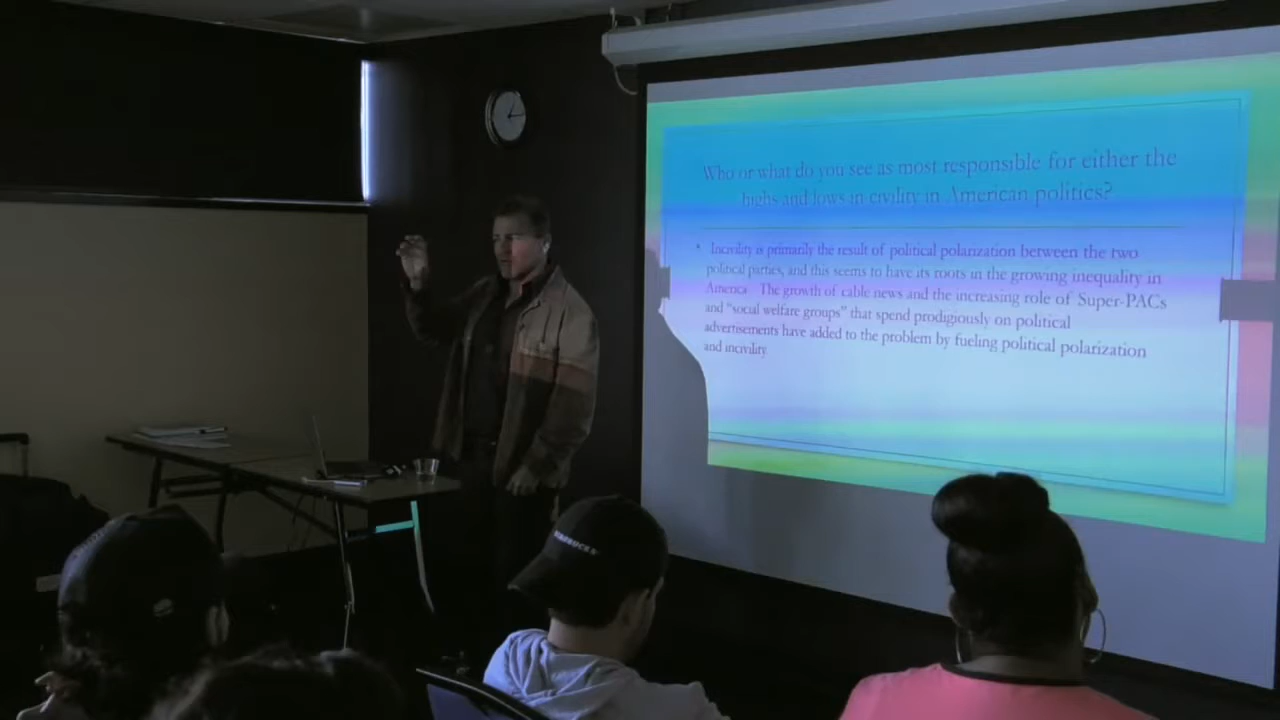 Who or what do you see as most responsible for either the
highs and lows in civility in American politics?
Incivility is primarily the result of political polarization between the two
political parties, and this seems to have its roots in the growing inequality in
America. The growth of cable news and the increasing role of Super-PACs
and "social welfare groups" that spend prodigiously on political
advertisements have added to the problem by fueling political polarization
and incivility.
STARBUCKS